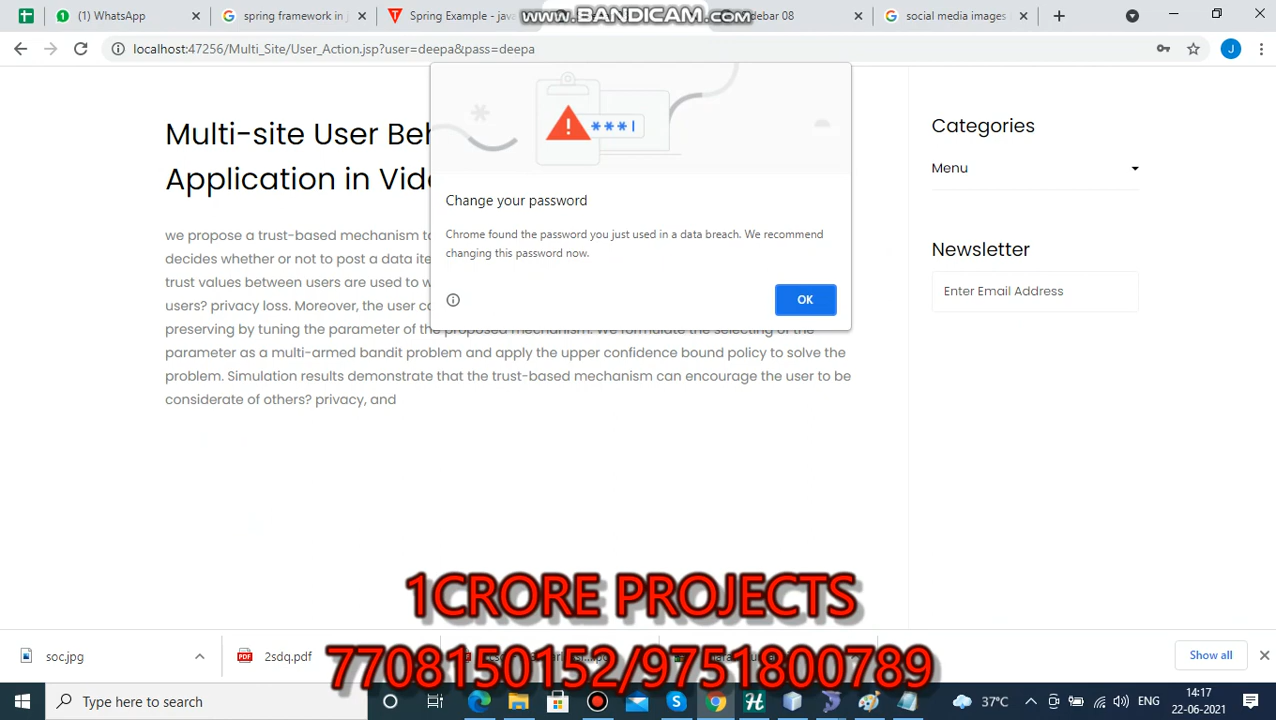 (1) WhatsApp
spring framework in j
Spring Example - java
WWW.BANDICAM.COM
debar 08
social media images
localhost:47256/Multi_Site/User_Action.jsp?user=deepa&pass=deepa
J
Multi-site User Beh
Application in Vide
we propose a trust-based mechanism to
decides whether or not to post a data ite
trust values between users are used to w
users? privacy loss. Moreover, the user ca
preserving by tuning the parameter of the proposed mechanism. We formulate the selecting of the
parameter as a multi-armed bandit problem and apply the upper confidence bound policy to solve the
problem. Simulation results demonstrate that the trust-based mechanism can encourage the user to be
considerate of others? privacy, and
***
Change your password
Chrome found the password you just used in a data breach. We recommend
changing this password now.
OK
Categories
Menu
Newsletter
Enter Email Address
1CRORE PROJECTS
7708150152/9751800789
soc.jpg
2sdq.pdf
Show all
Type here to search
37°C
ENG
14:17
22-06-2021